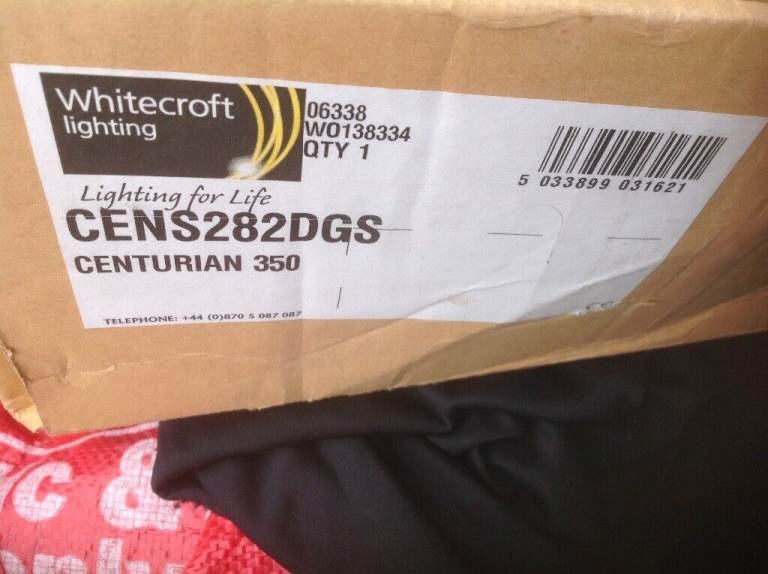 Whitecroft
lighting
Lighting for Life
06338
WO138334
QTY 1
5 033899 031621
CENS282DGS
CENTURIAN 350
TELEPHONE: +44 (0)870 5 087 087
c &